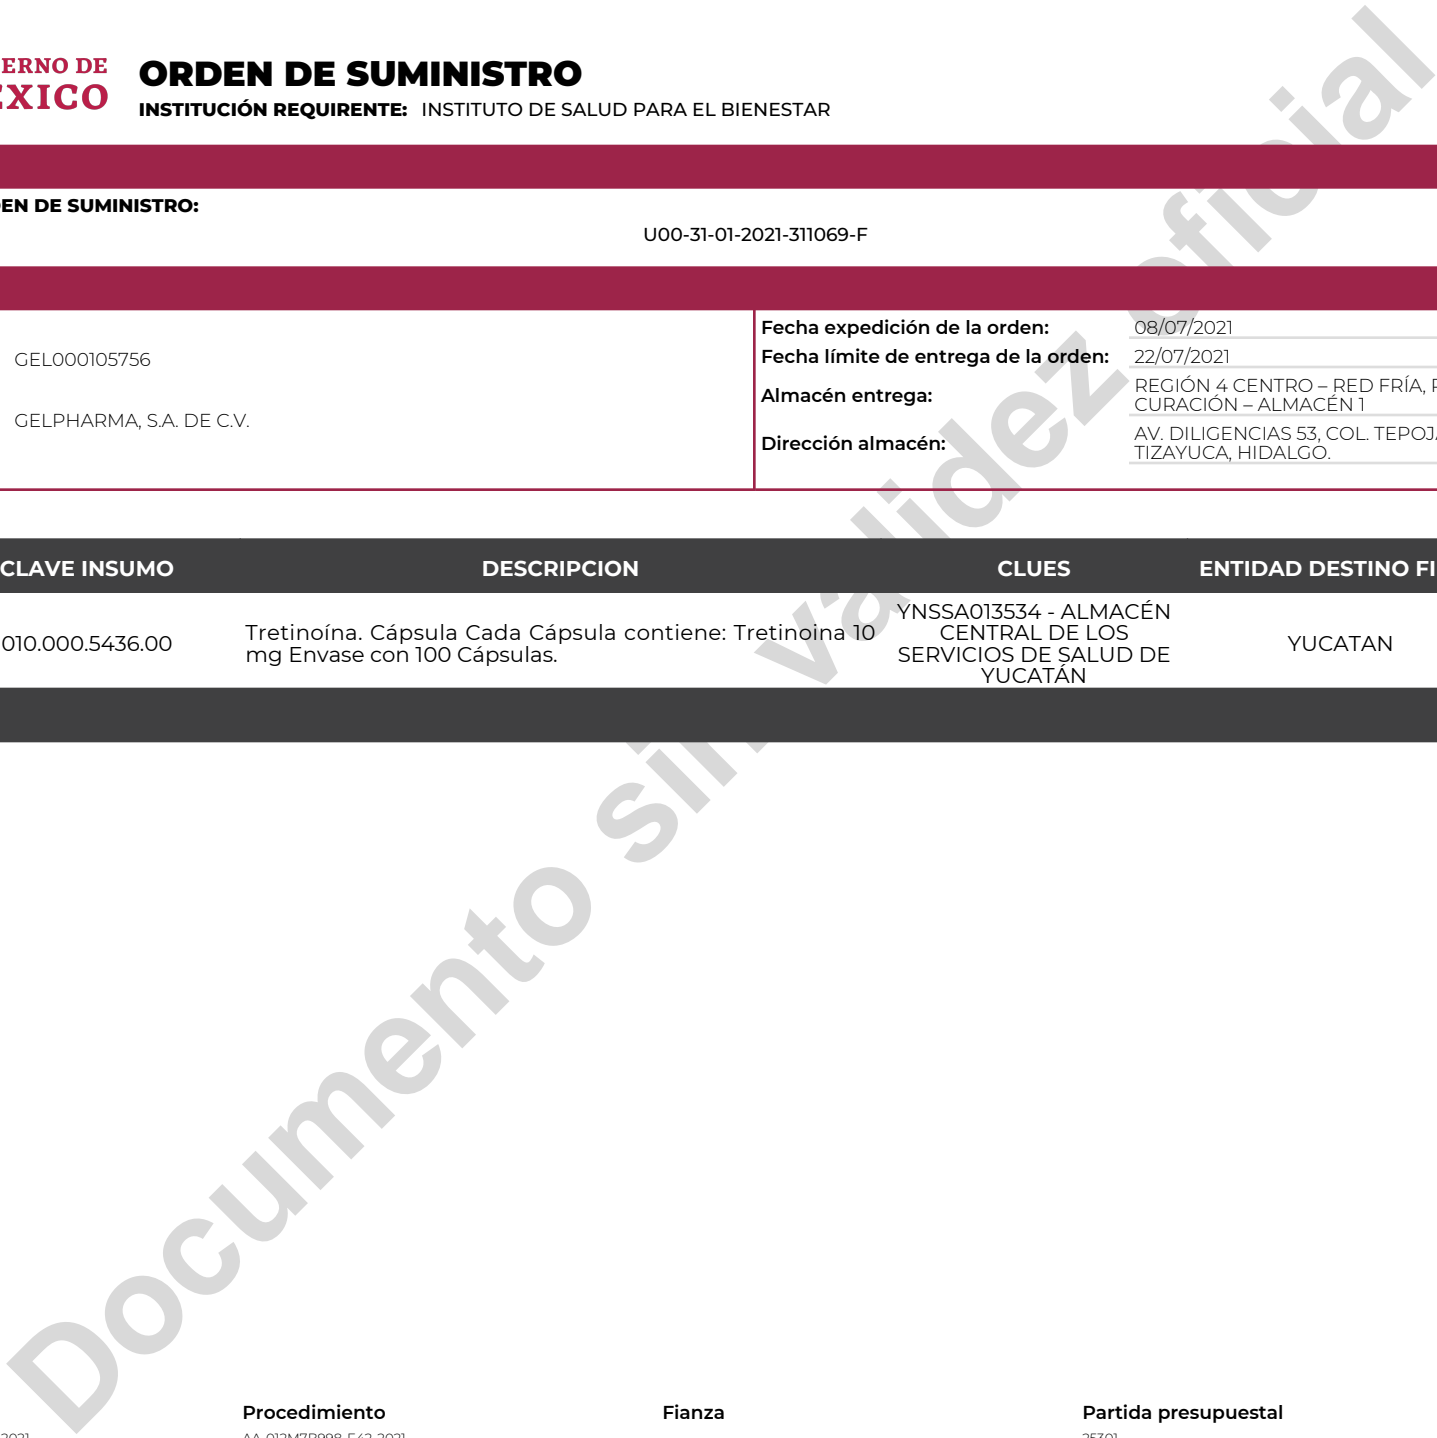 ERNO DE
ORDEN DE SUMINISTRO
INSTITUCIÓN REQUIRENTE: INSTITUTO DE SALUD PARA EL BIENESTAR
EN DE SUMINISTRO:
U00-31-01-2021-311069-F
GEL000105756
GELPHARMA, S.A. DE C.V.
Fecha expedición de la orden: 08/07/2021
Fecha límite de entrega de la orden: 22/07/2021
Almacén entrega: REGIÓN 4 CENTRO – RED FRÍA,
CURACIÓN – ALMACÉN 1
Dirección almacén: AV. DILIGENCIAS 53, COL. TEPOJ
TIZAYUCA, HIDALGO.
CLAVE INSUMO DESCRIPCION CLUES ENTIDAD DESTINO FI
010.000.5436.00
Tretinoína. Cápsula Cada Cápsula contiene: Tretinoina 10
mg Envase con 100 Cápsulas.
YNSSA013534 - ALMACÉN
CENTRAL DE LOS
SERVICIOS DE SALUD DE
YUCATÁN
YUCATAN
Documento sin validez oficial
Procedimiento Fianza Partida presupuestal